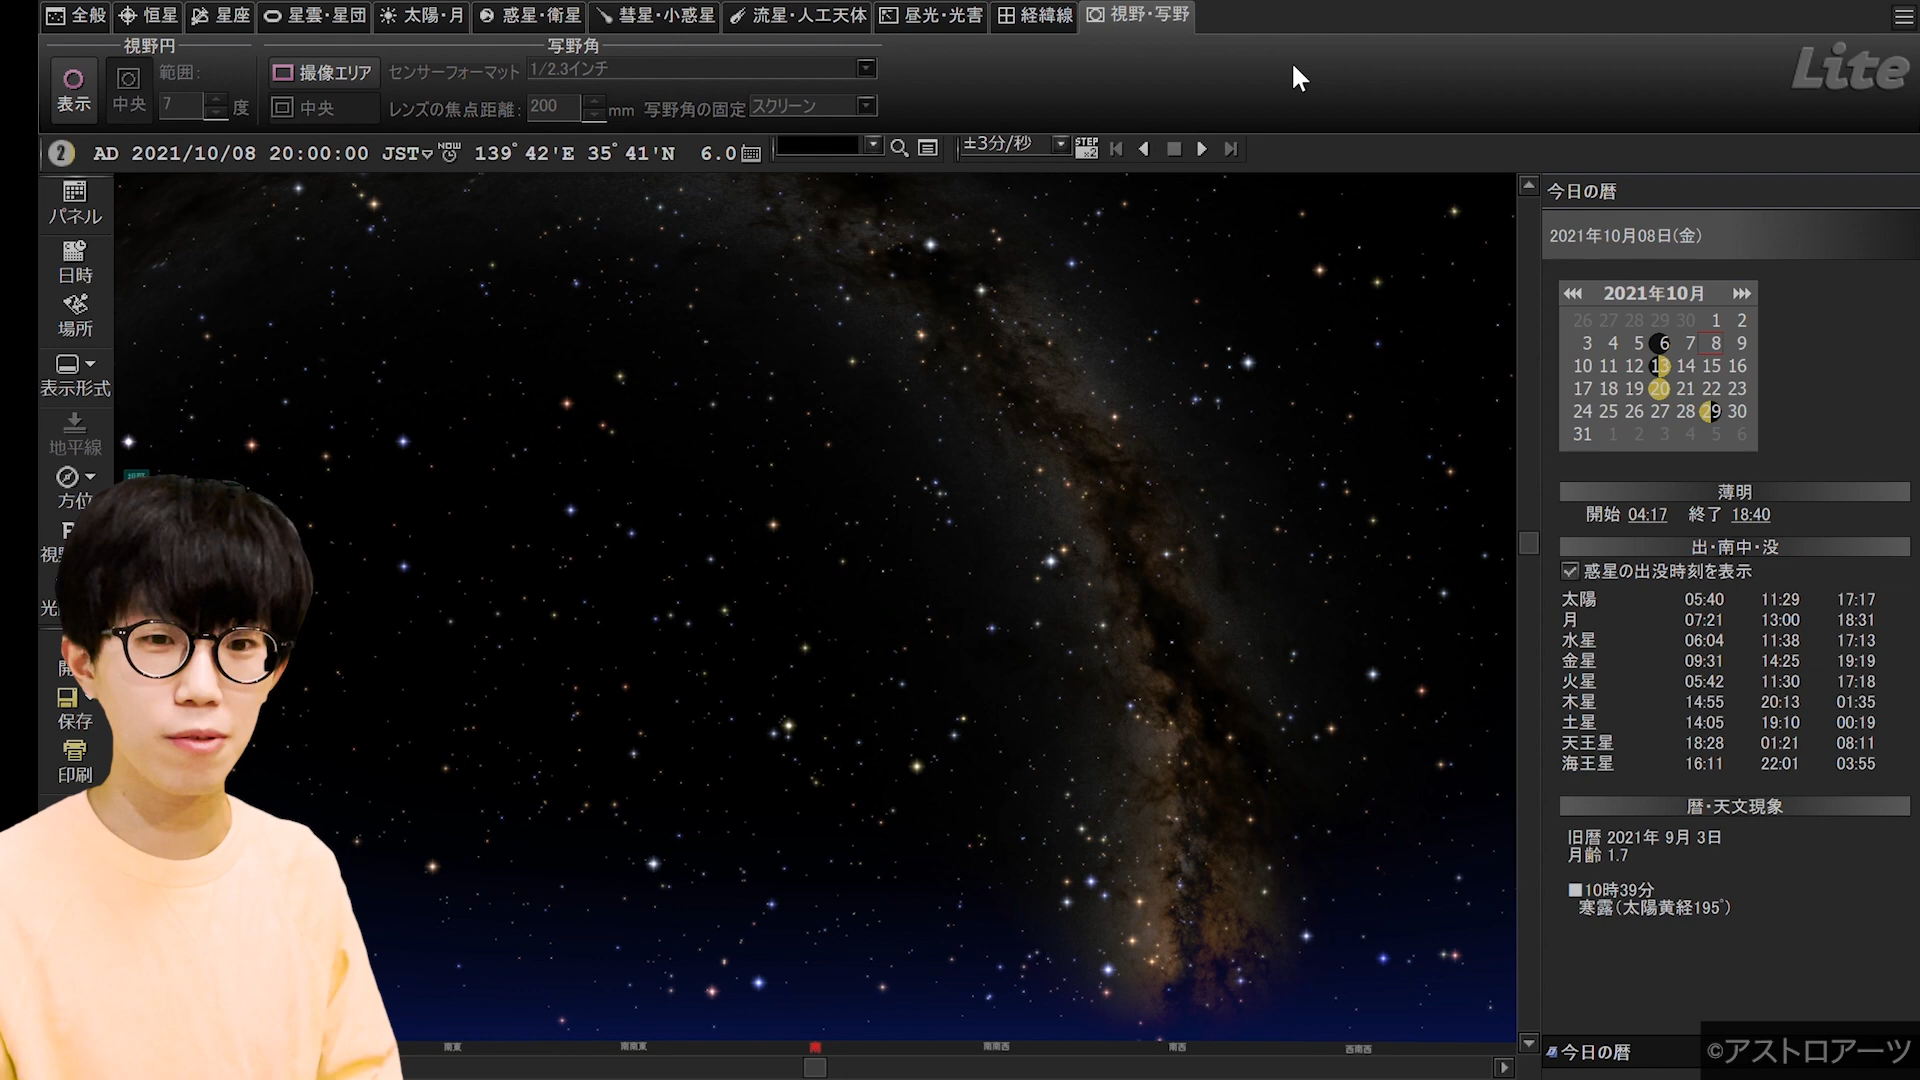 全般 恒星 星座 星雲・星団 太陽・月 惑星・衛星 彗星・小惑星 流星・人工天体 昼光・光害 経緯線 視野・写野
視野円 写野角
表示 中央 範囲: 7 度
撮像エリア センサーフォーマット 1/2.3インチ
中央 レンズの焦点距離: 200 mm 写野角の固定 スクリーン
Lite
2 AD 2021/10/08 20:00:00 JST NOW 139°42'E 35°41'N 6.0 ±3分/秒 STEP x2
パネル
日時
場所
表示形式
地平線
方位
保存
印刷
南東 南南東 南 南南西 南西 西南西
今日の暦
2021年10月08日(金)
2021年10月
26 27 28 29 30 1 2
3 4 5 6 7 8 9
10 11 12 13 14 15 16
17 18 19 20 21 22 23
24 25 26 27 28 29 30
31 1 2 3 4 5 6
薄明
開始 04:17 終了 18:40
出・南中・没
惑星の出没時刻を表示
太陽 05:40 11:29 17:17
月 07:21 13:00 18:31
水星 06:04 11:38 17:13
金星 09:31 14:25 19:19
火星 05:42 11:30 17:18
木星 14:55 20:13 01:35
土星 14:05 19:10 00:19
天王星 18:28 01:21 08:11
海王星 16:11 22:01 03:55
暦・天文現象
旧暦 2021年 9月 3日
月齢 1.7
■10時39分
寒露(太陽黄経195°)
今日の暦
©アストロアーツ